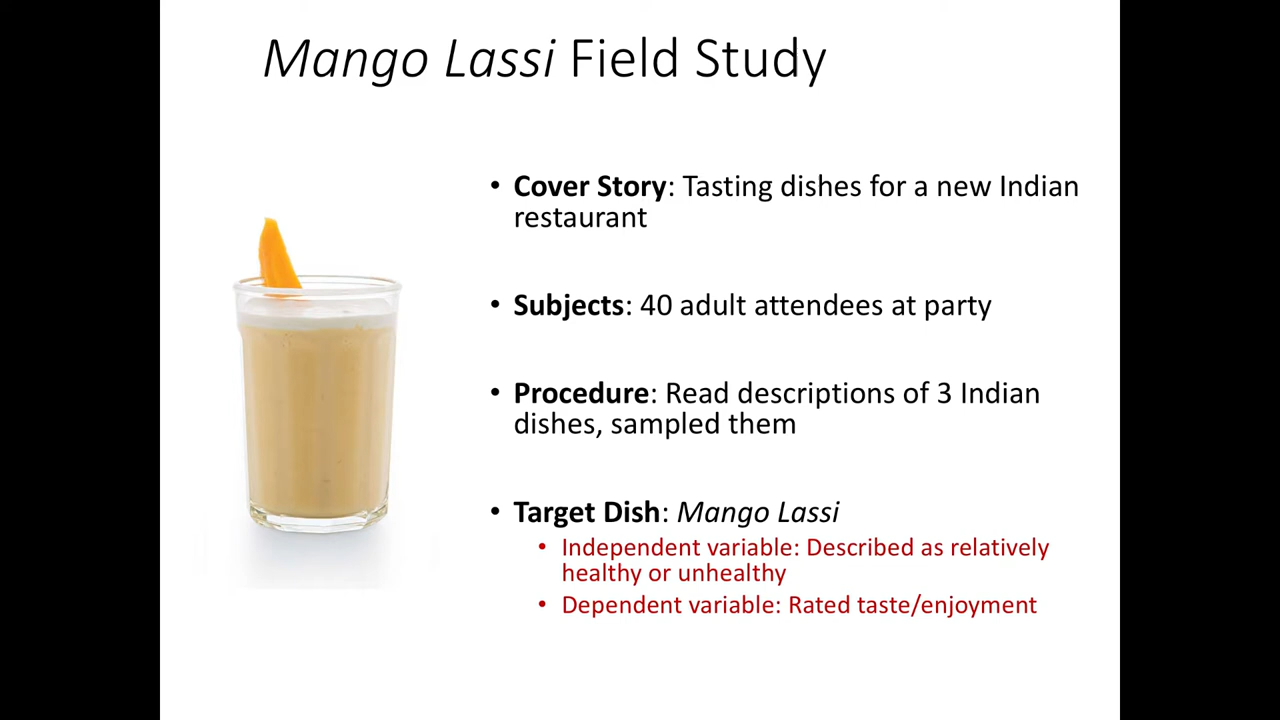 Mango Lassi Field Study
• Cover Story: Tasting dishes for a new Indian
restaurant
• Subjects: 40 adult attendees at party
• Procedure: Read descriptions of 3 Indian
dishes, sampled them
• Target Dish: Mango Lassi
• Independent variable: Described as relatively
healthy or unhealthy
• Dependent variable: Rated taste/enjoyment